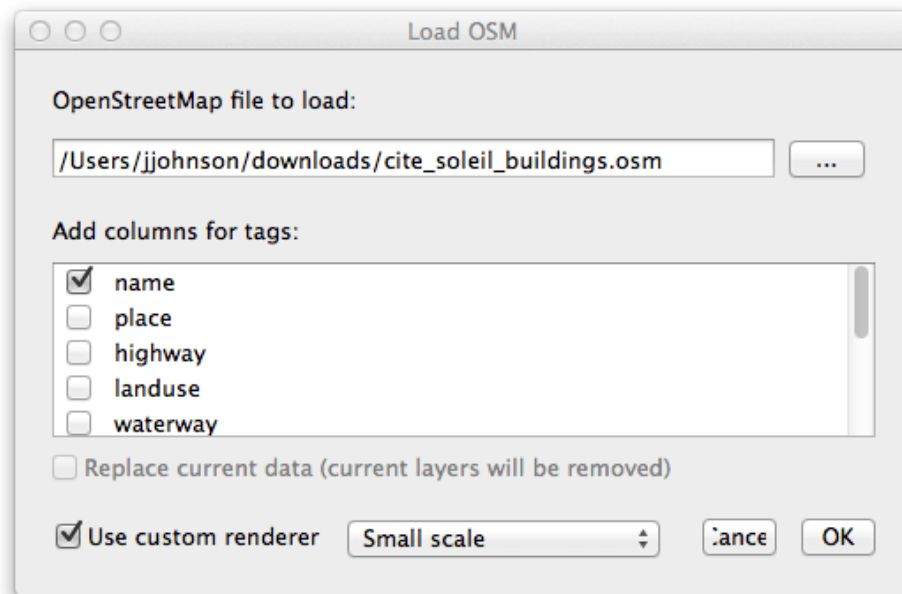 Load OSM
OpenStreetMap file to load:
/Users/jjohnson/downloads/cite_soleil_buildings.osm ...
Add columns for tags:
name
place
highway
landuse
waterway
Replace current data (current layers will be removed)
Use custom renderer Small scale :ance OK